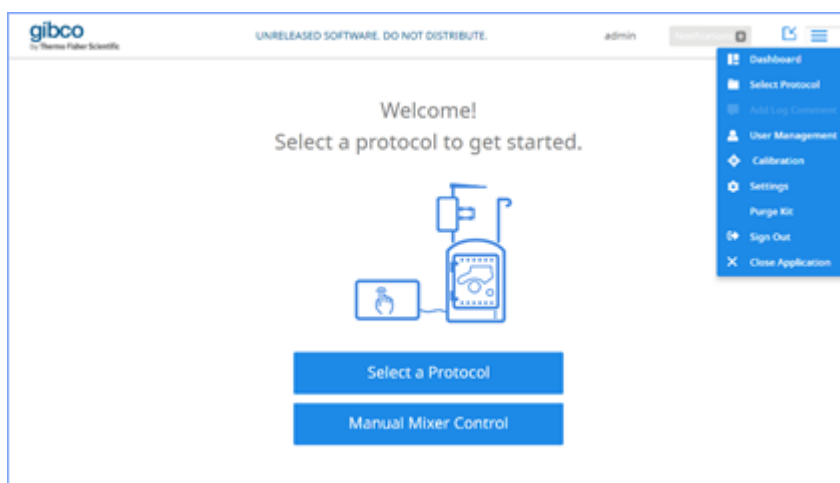 gibco
by Thermo Fisher Scientific
UNRELEASED SOFTWARE. DO NOT DISTRIBUTE.
admin
Notifications
Dashboard
Select Protocol
Add Log Comment
User Management
Calibration
Settings
Purge Kit
Sign Out
Close Application
Welcome!
Select a protocol to get started.
Select a Protocol
Manual Mixer Control